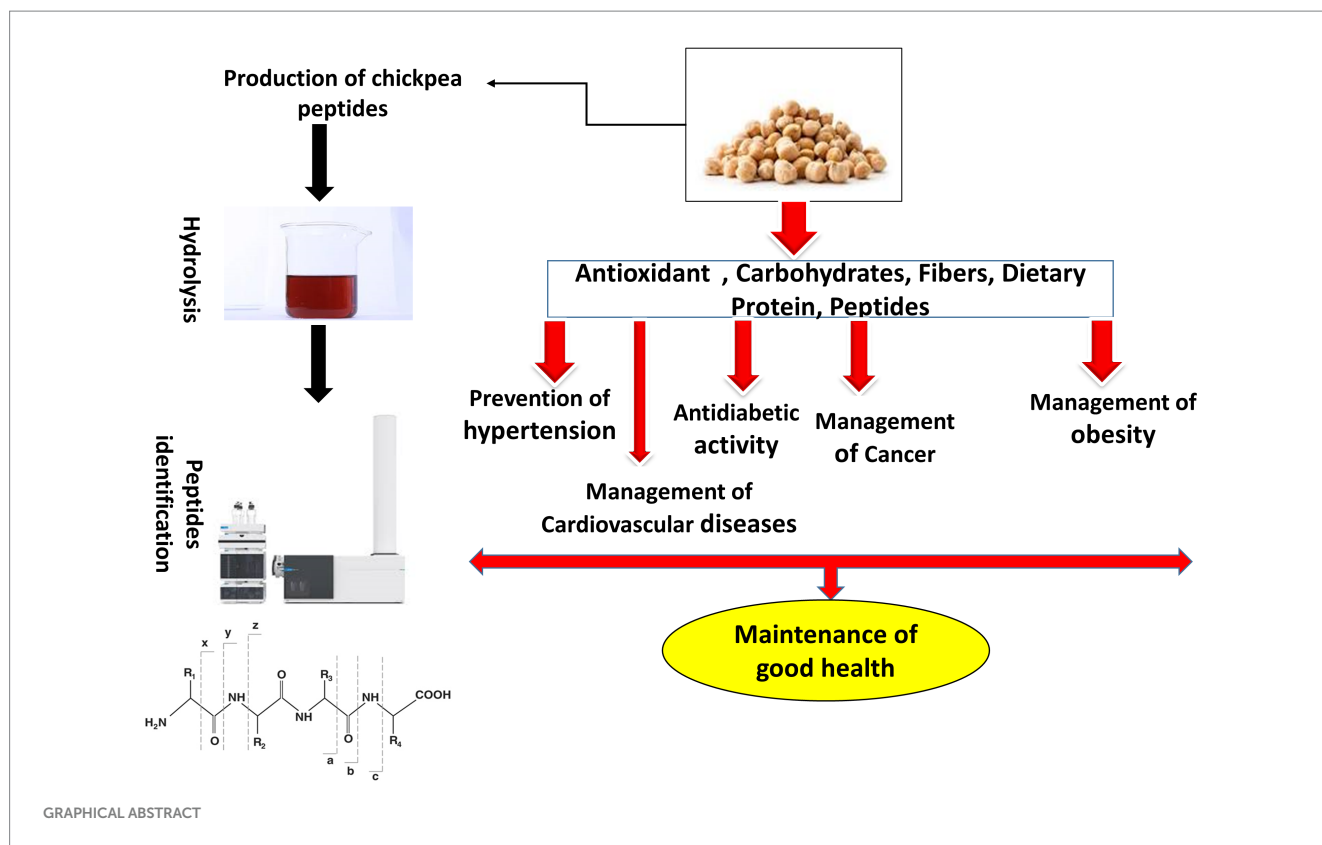 Production of chickpea
peptides
Hydrolysis
Peptides
identification
Antioxidant , Carbohydrates, Fibers, Dietary
Protein, Peptides
Prevention of
hypertension
Management of
Cardiovascular diseases
Antidiabetic
activity
Management
of Cancer
Management of
obesity
Maintenance of
good health
x
y
z
R1
O
R3
NH
NH
COOH
H2N
NH
O
R2
O
R4
a
b
c
GRAPHICAL ABSTRACT